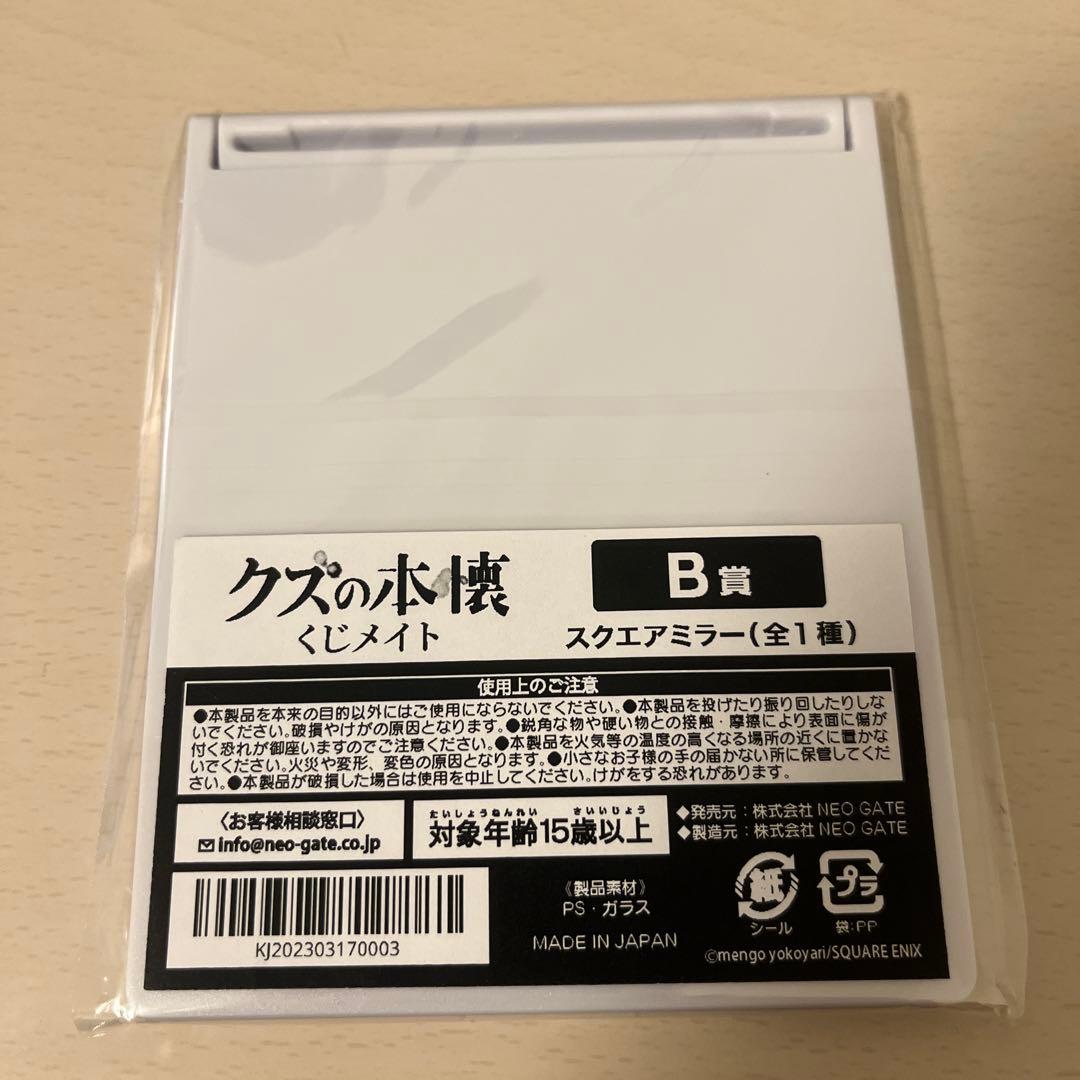 クズの本懐
くじメイト
B賞
スクエアミラー(全1種)
使用上のご注意
●本製品を本来の目的以外にはご使用にならないでください。●本製品を投げたり振り回したりしな
いでください。破損やけがの原因となります。●鋭角な物や硬い物との接触・摩擦により表面に傷が
付く恐れが御座いますのでご注意ください。●本製品を火気等の温度の高くなる場所の近くに置かな
いでください。火災や変形、変色の原因となります。●小さなお子様の手の届かない所に保管してくだ
さい。●本製品が破損した場合は使用を中止してください。けがをする恐れがあります。
〈お客様相談窓口〉
info@neo-gate.co.jp
たいしょうねんれい さいいじょう
対象年齢15歳以上
◆発売元:株式会社 NEO GATE
◆製造元:株式会社 NEO GATE
KJ202303170003
《製品素材》
PS・ガラス
MADE IN JAPAN
紙
シール
プラ
袋:PP
©mengo yokoyari/SQUARE ENIX